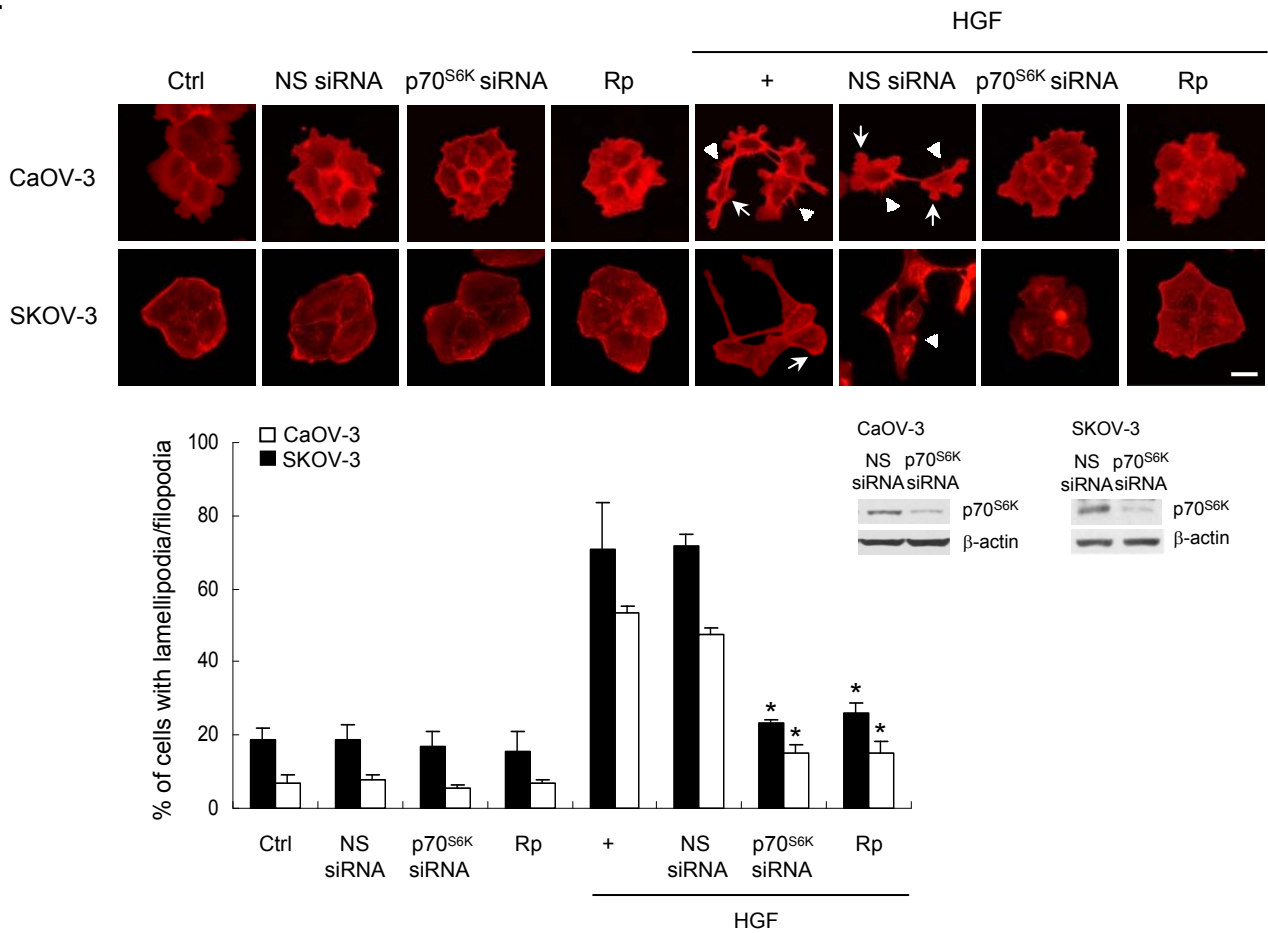 HGF
Ctrl NS siRNA p70S6K siRNA Rp + NS siRNA p70S6K siRNA Rp
CaOV-3
SKOV-3
% of cells with lamellipodia/filopodia
100
80
60
40
20
0
CaOV-3
SKOV-3
* * * *
Ctrl NS siRNA p70S6K siRNA Rp + NS siRNA p70S6K siRNA Rp
HGF
CaOV-3
NS siRNA p70S6K siRNA
p70S6K
β-actin
SKOV-3
NS siRNA p70S6K siRNA
p70S6K
β-actin